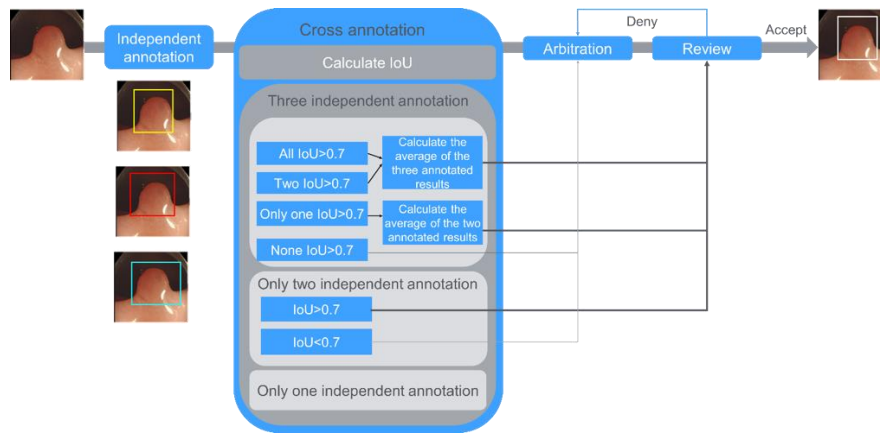 Independent
annotation
Cross annotation
Calculate IoU
Three independent annotation
All IoU>0.7
Two IoU>0.7
Calculate the
average of the
three annotated
results
Only one IoU>0.7
Calculate the
average of the two
annotated results
None IoU>0.7
Only two independent annotation
IoU>0.7
IoU<0.7
Only one independent annotation
Arbitration
Deny
Review
Accept